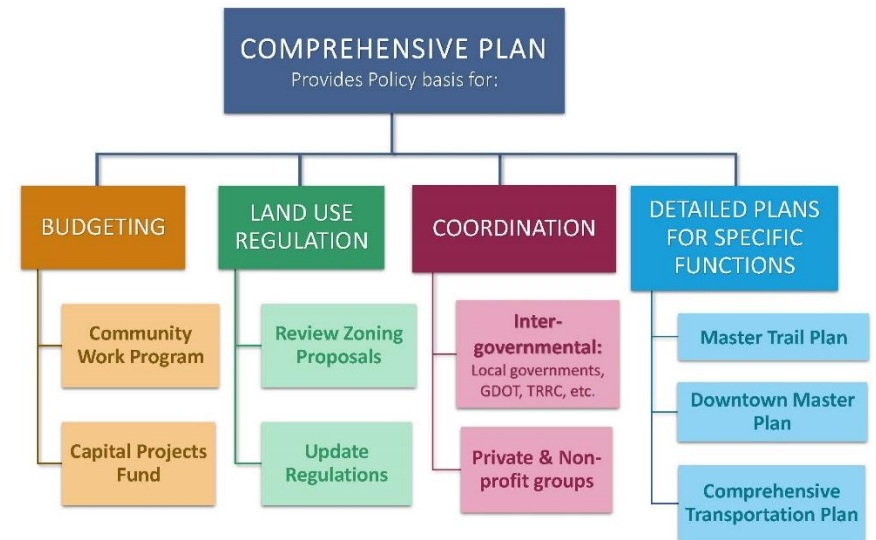 COMPREHENSIVE PLAN
Provides Policy basis for:
BUDGETING
Community
Work Program
Capital Projects
Fund
LAND USE
REGULATION
Review Zoning
Proposals
Update
Regulations
COORDINATION
Inter-
governmental:
Local governments,
GDOT, TRRC, etc.
Private & Non-
profit groups
DETAILED PLANS
FOR SPECIFIC
FUNCTIONS
Master Trail Plan
Downtown Master
Plan
Comprehensive
Transportation Plan